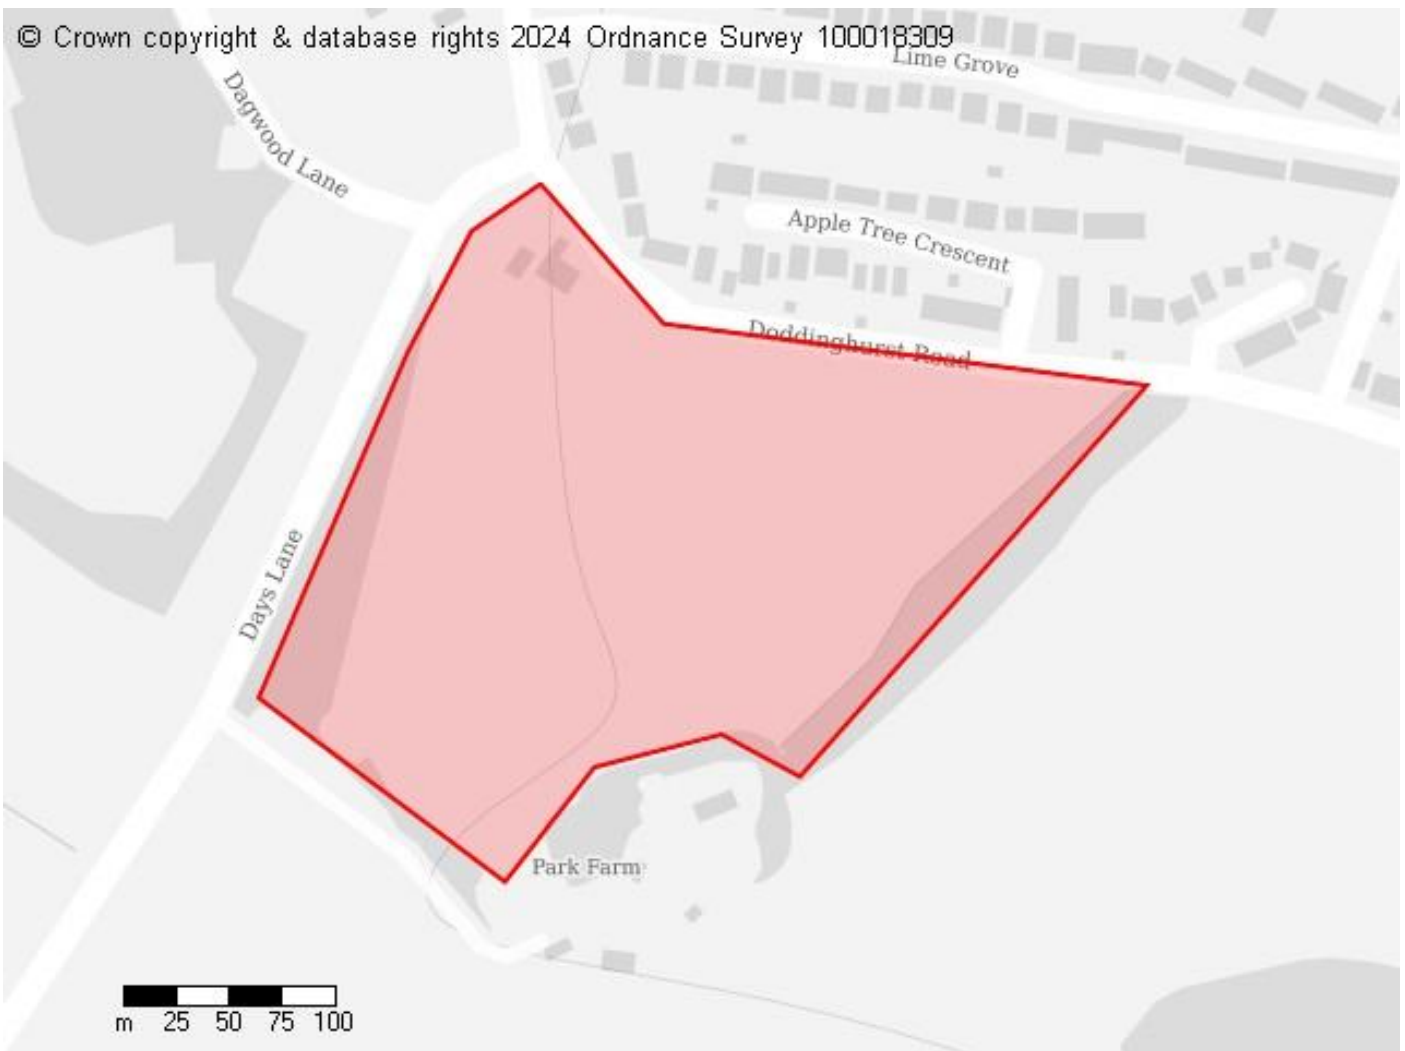 © Crown copyright & database rights 2024 Ordnance Survey 100018309
Lime Grove
Dagwood Lane
Apple Tree Crescent
Doddinghurst Road
Days Lane
Park Farm
m 25 50 75 100